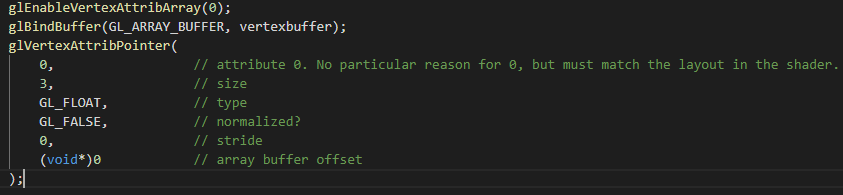 glEnableVertexAttribArray(0);
glBindBuffer(GL_ARRAY_BUFFER, vertexbuffer);
glVertexAttribPointer(
    0,                  // attribute 0. No particular reason for 0, but must match the layout in the shader.
    3,                  // size
    GL_FLOAT,           // type
    GL_FALSE,           // normalized?
    0,                  // stride
    (void*)0            // array buffer offset
);